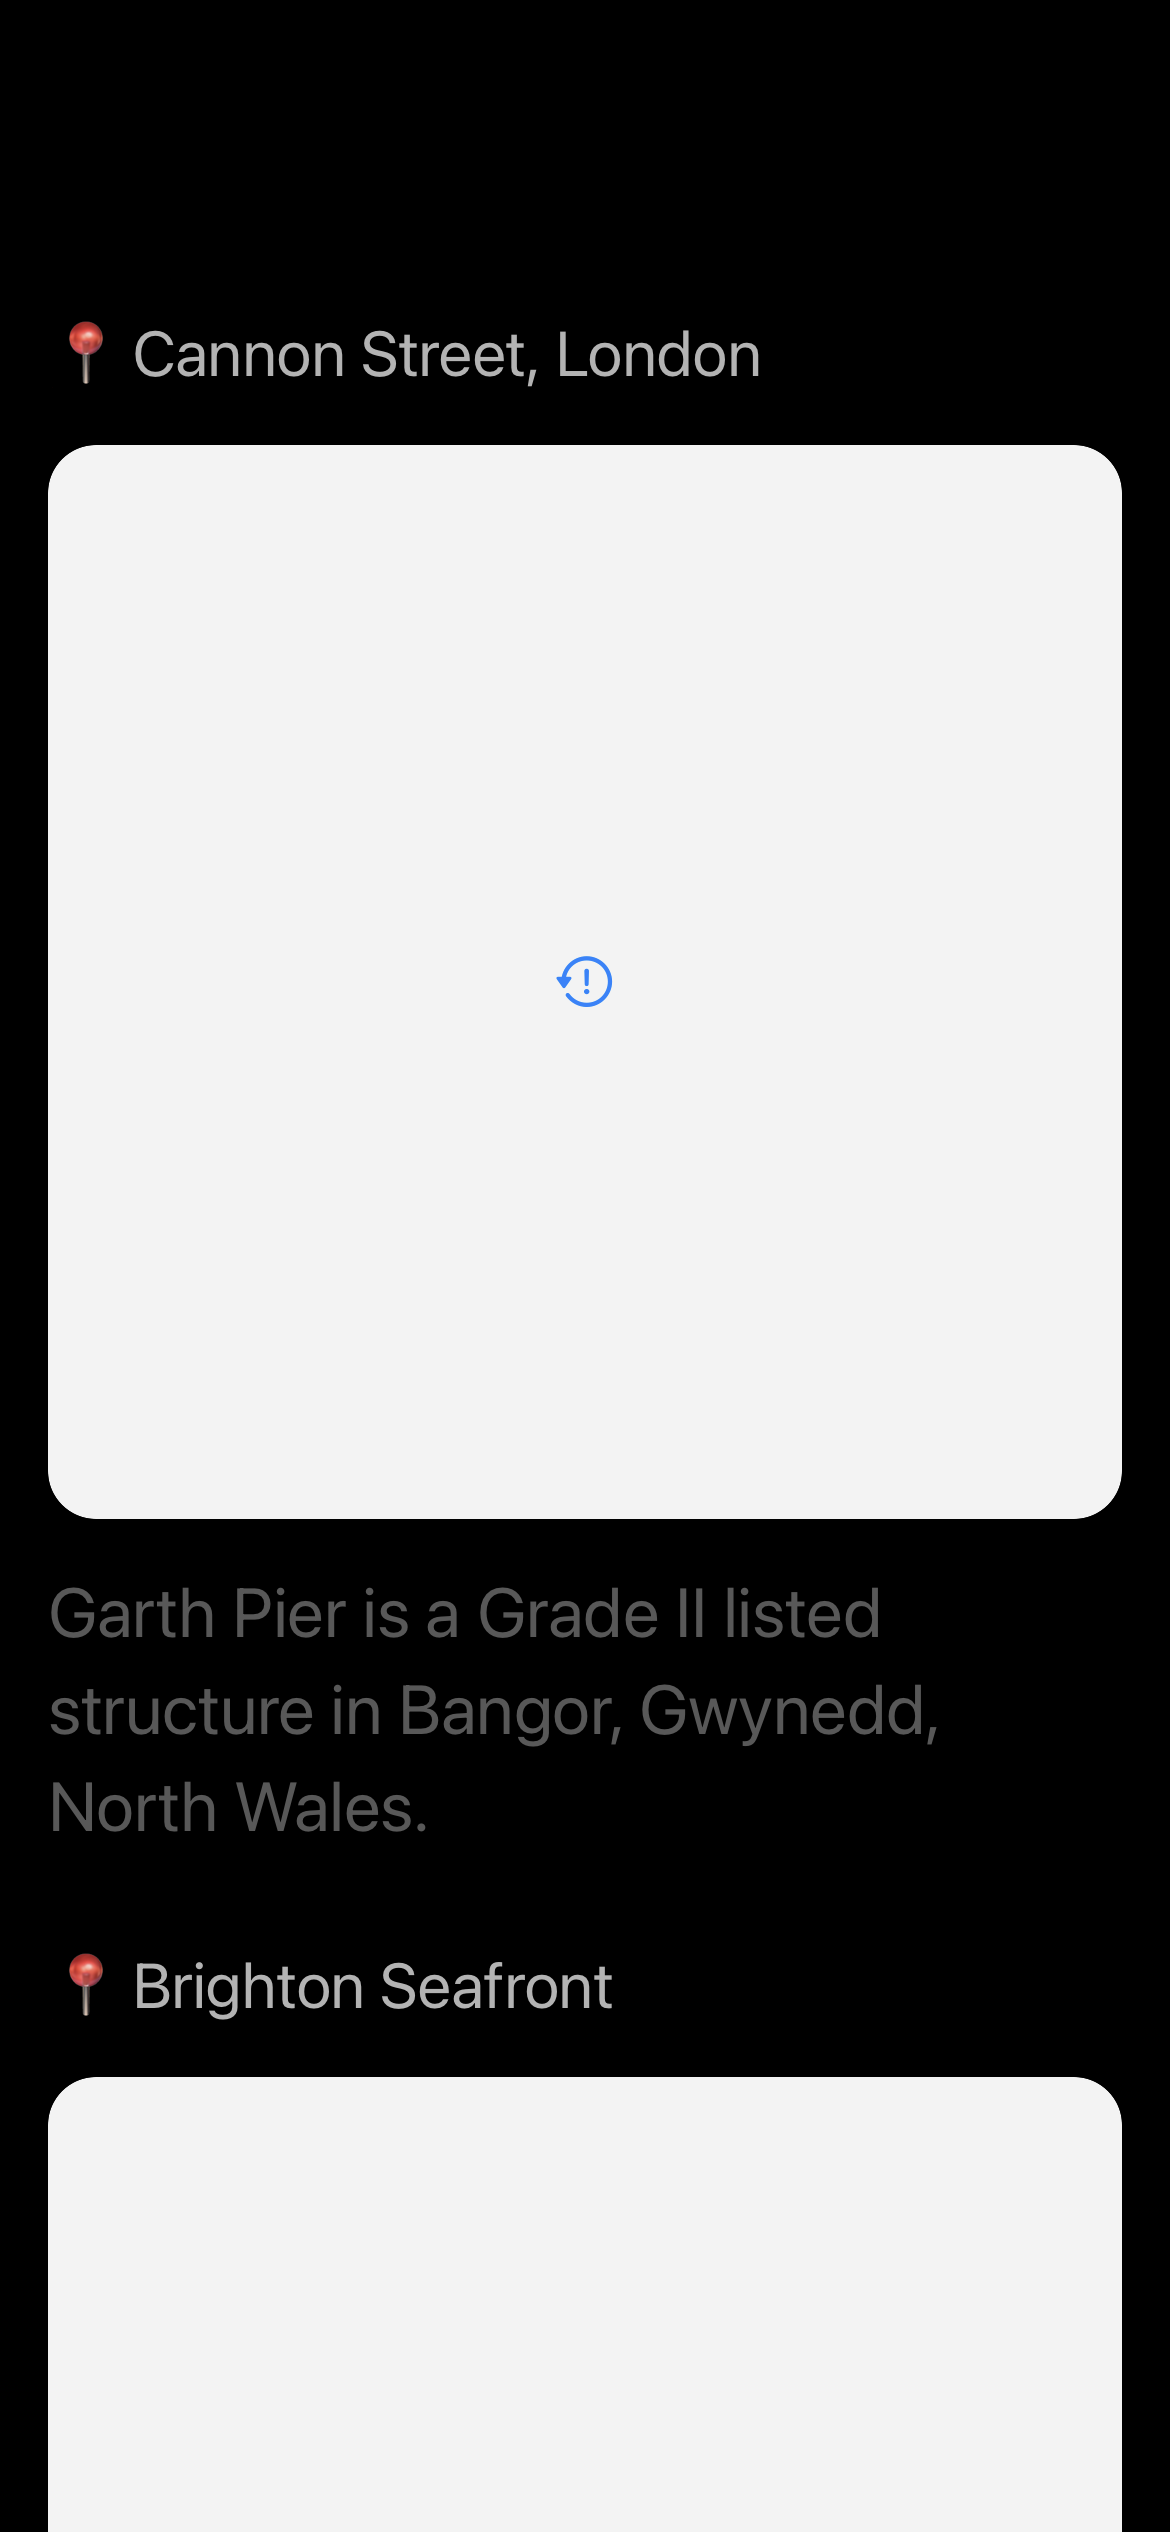 📍 Cannon Street, London
Garth Pier is a Grade II listed
structure in Bangor, Gwynedd,
North Wales.
📍 Brighton Seafront